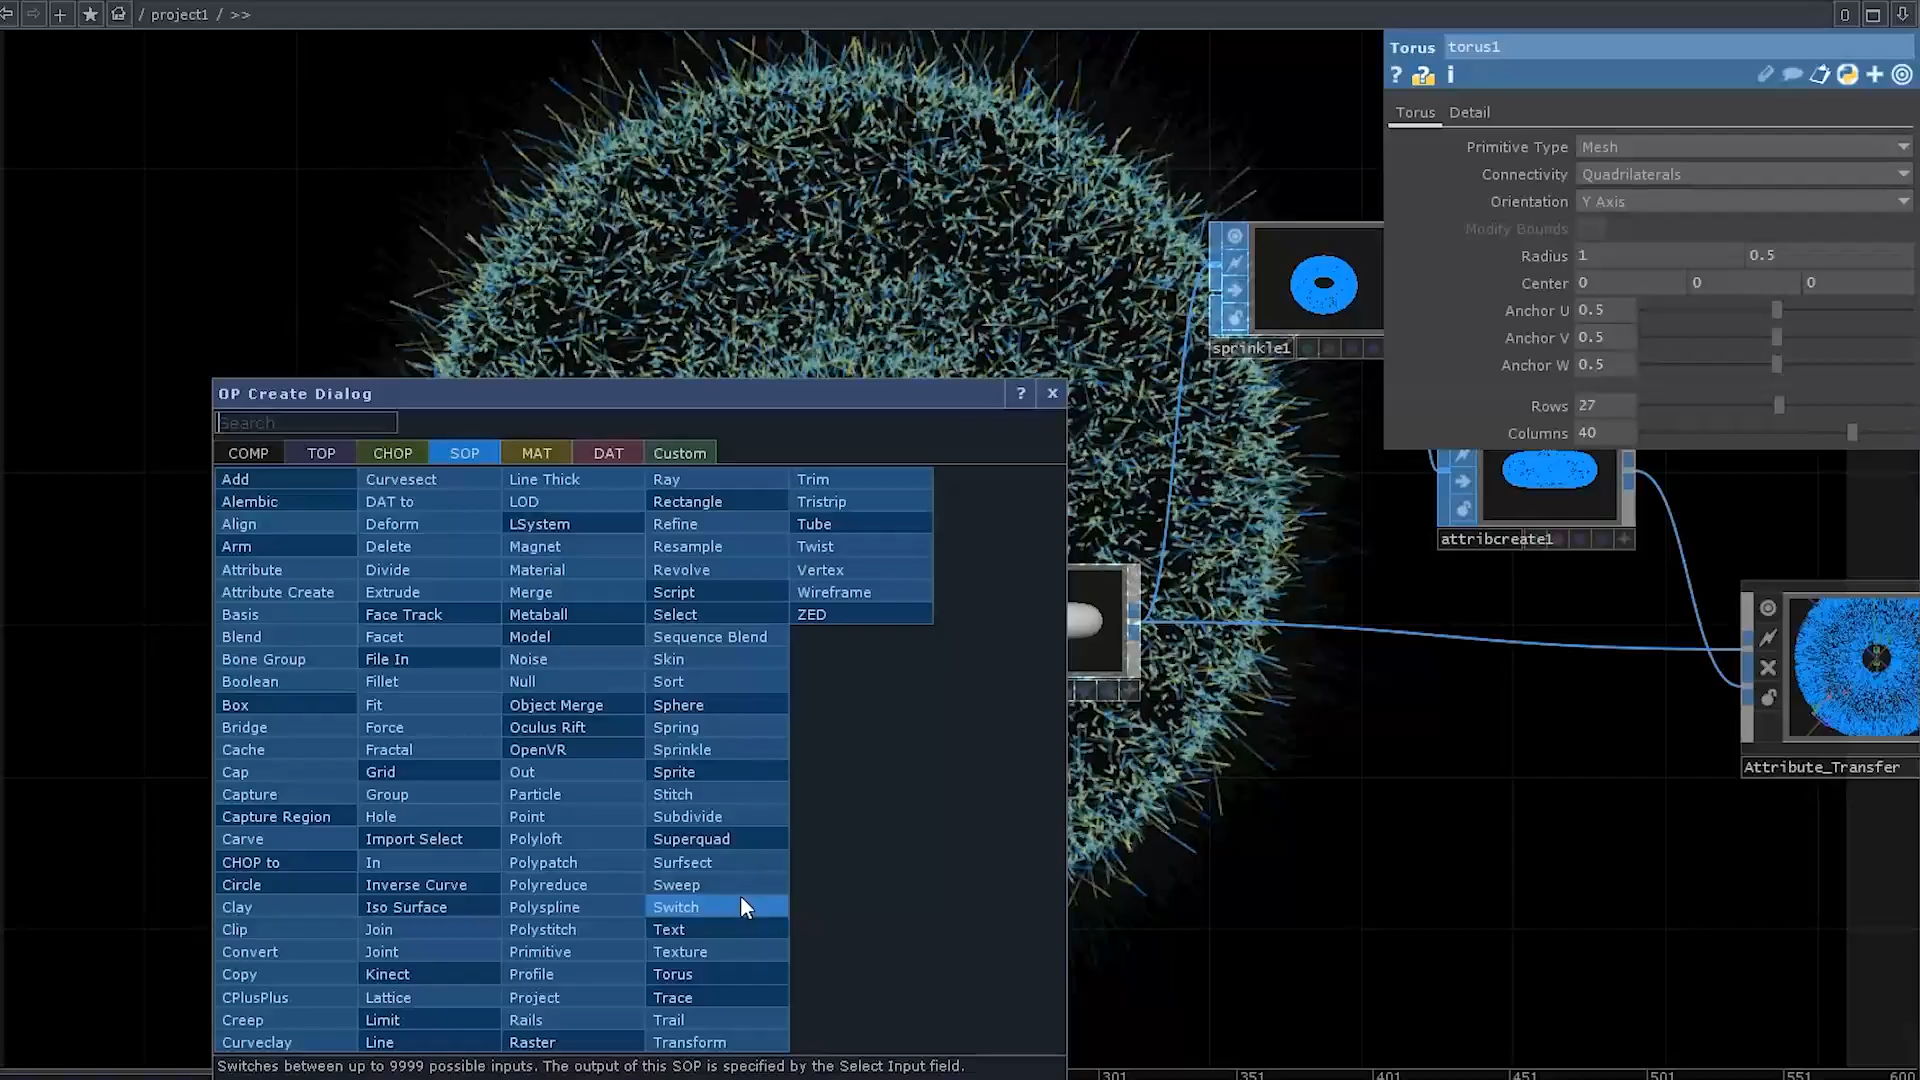 / project1 / >>
0
Torus torus1
? ? i
Torus Detail
Primitive Type Mesh
Connectivity Quadrilaterals
Orientation Y Axis
Modify Bounds
Radius 1 0.5
Center 0 0 0
Anchor U 0.5
Anchor V 0.5
Anchor W 0.5
Rows 27
Columns 40
sprinkle1
attribcreate1
Attribute_Transfer
OP Create Dialog ? x
Search
COMP TOP CHOP SOP MAT DAT Custom
Add Curvesect Line Thick Ray Trim
Alembic DAT to LOD Rectangle Tristrip
Align Deform LSystem Refine Tube
Arm Delete Magnet Resample Twist
Attribute Divide Material Revolve Vertex
Attribute Create Extrude Merge Script Wireframe
Basis Face Track Metaball Select ZED
Blend Facet Model Sequence Blend
Bone Group File In Noise Skin
Boolean Fillet Null Sort
Box Fit Object Merge Sphere
Bridge Force Oculus Rift Spring
Cache Fractal OpenVR Sprinkle
Cap Grid Out Sprite
Capture Group Particle Stitch
Capture Region Hole Point Subdivide
Carve Import Select Polyloft Superquad
CHOP to In Polypatch Surfsect
Circle Inverse Curve Polyreduce Sweep
Clay Iso Surface Polyspline Switch
Clip Join Polystitch Text
Convert Joint Primitive Texture
Copy Kinect Profile Torus
CPlusPlus Lattice Project Trace
Creep Limit Rails Trail
Curveclay Line Raster Transform
Switches between up to 9999 possible inputs. The output of this SOP is specified by the Select Input field.
301 351 401 451 501 551 600